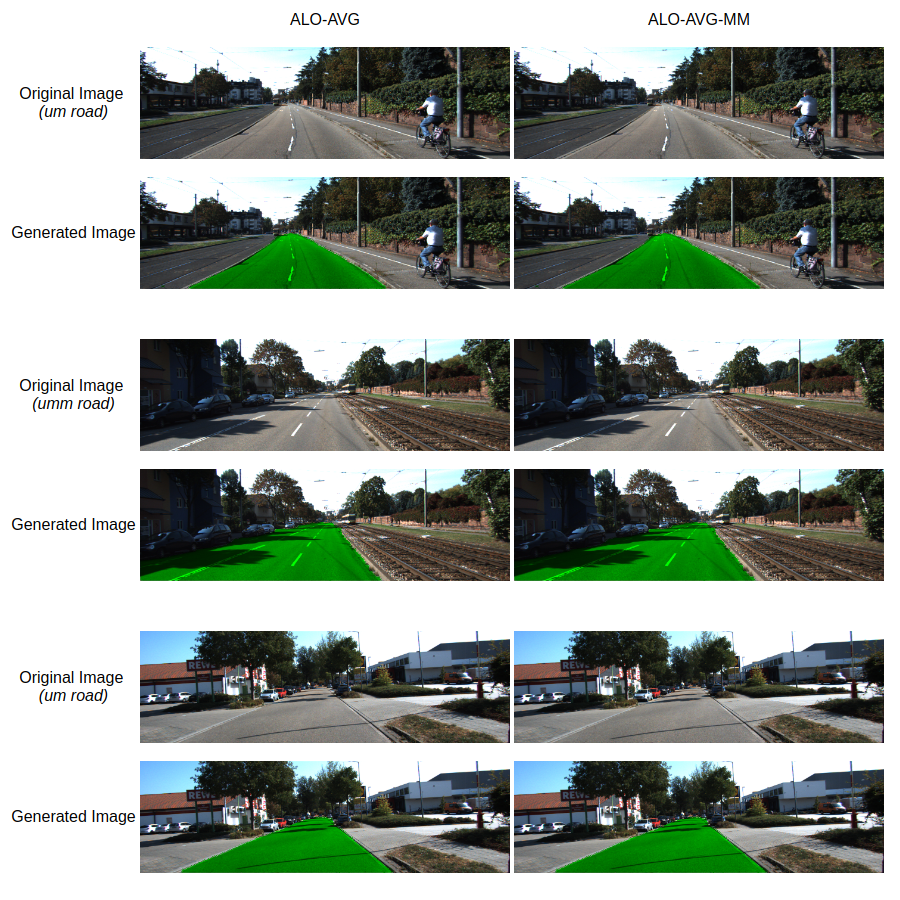 ALO-AVG
ALO-AVG-MM
Original Image
(um road)
Generated Image
Original Image
(umm road)
Generated Image
Original Image
(um road)
Generated Image